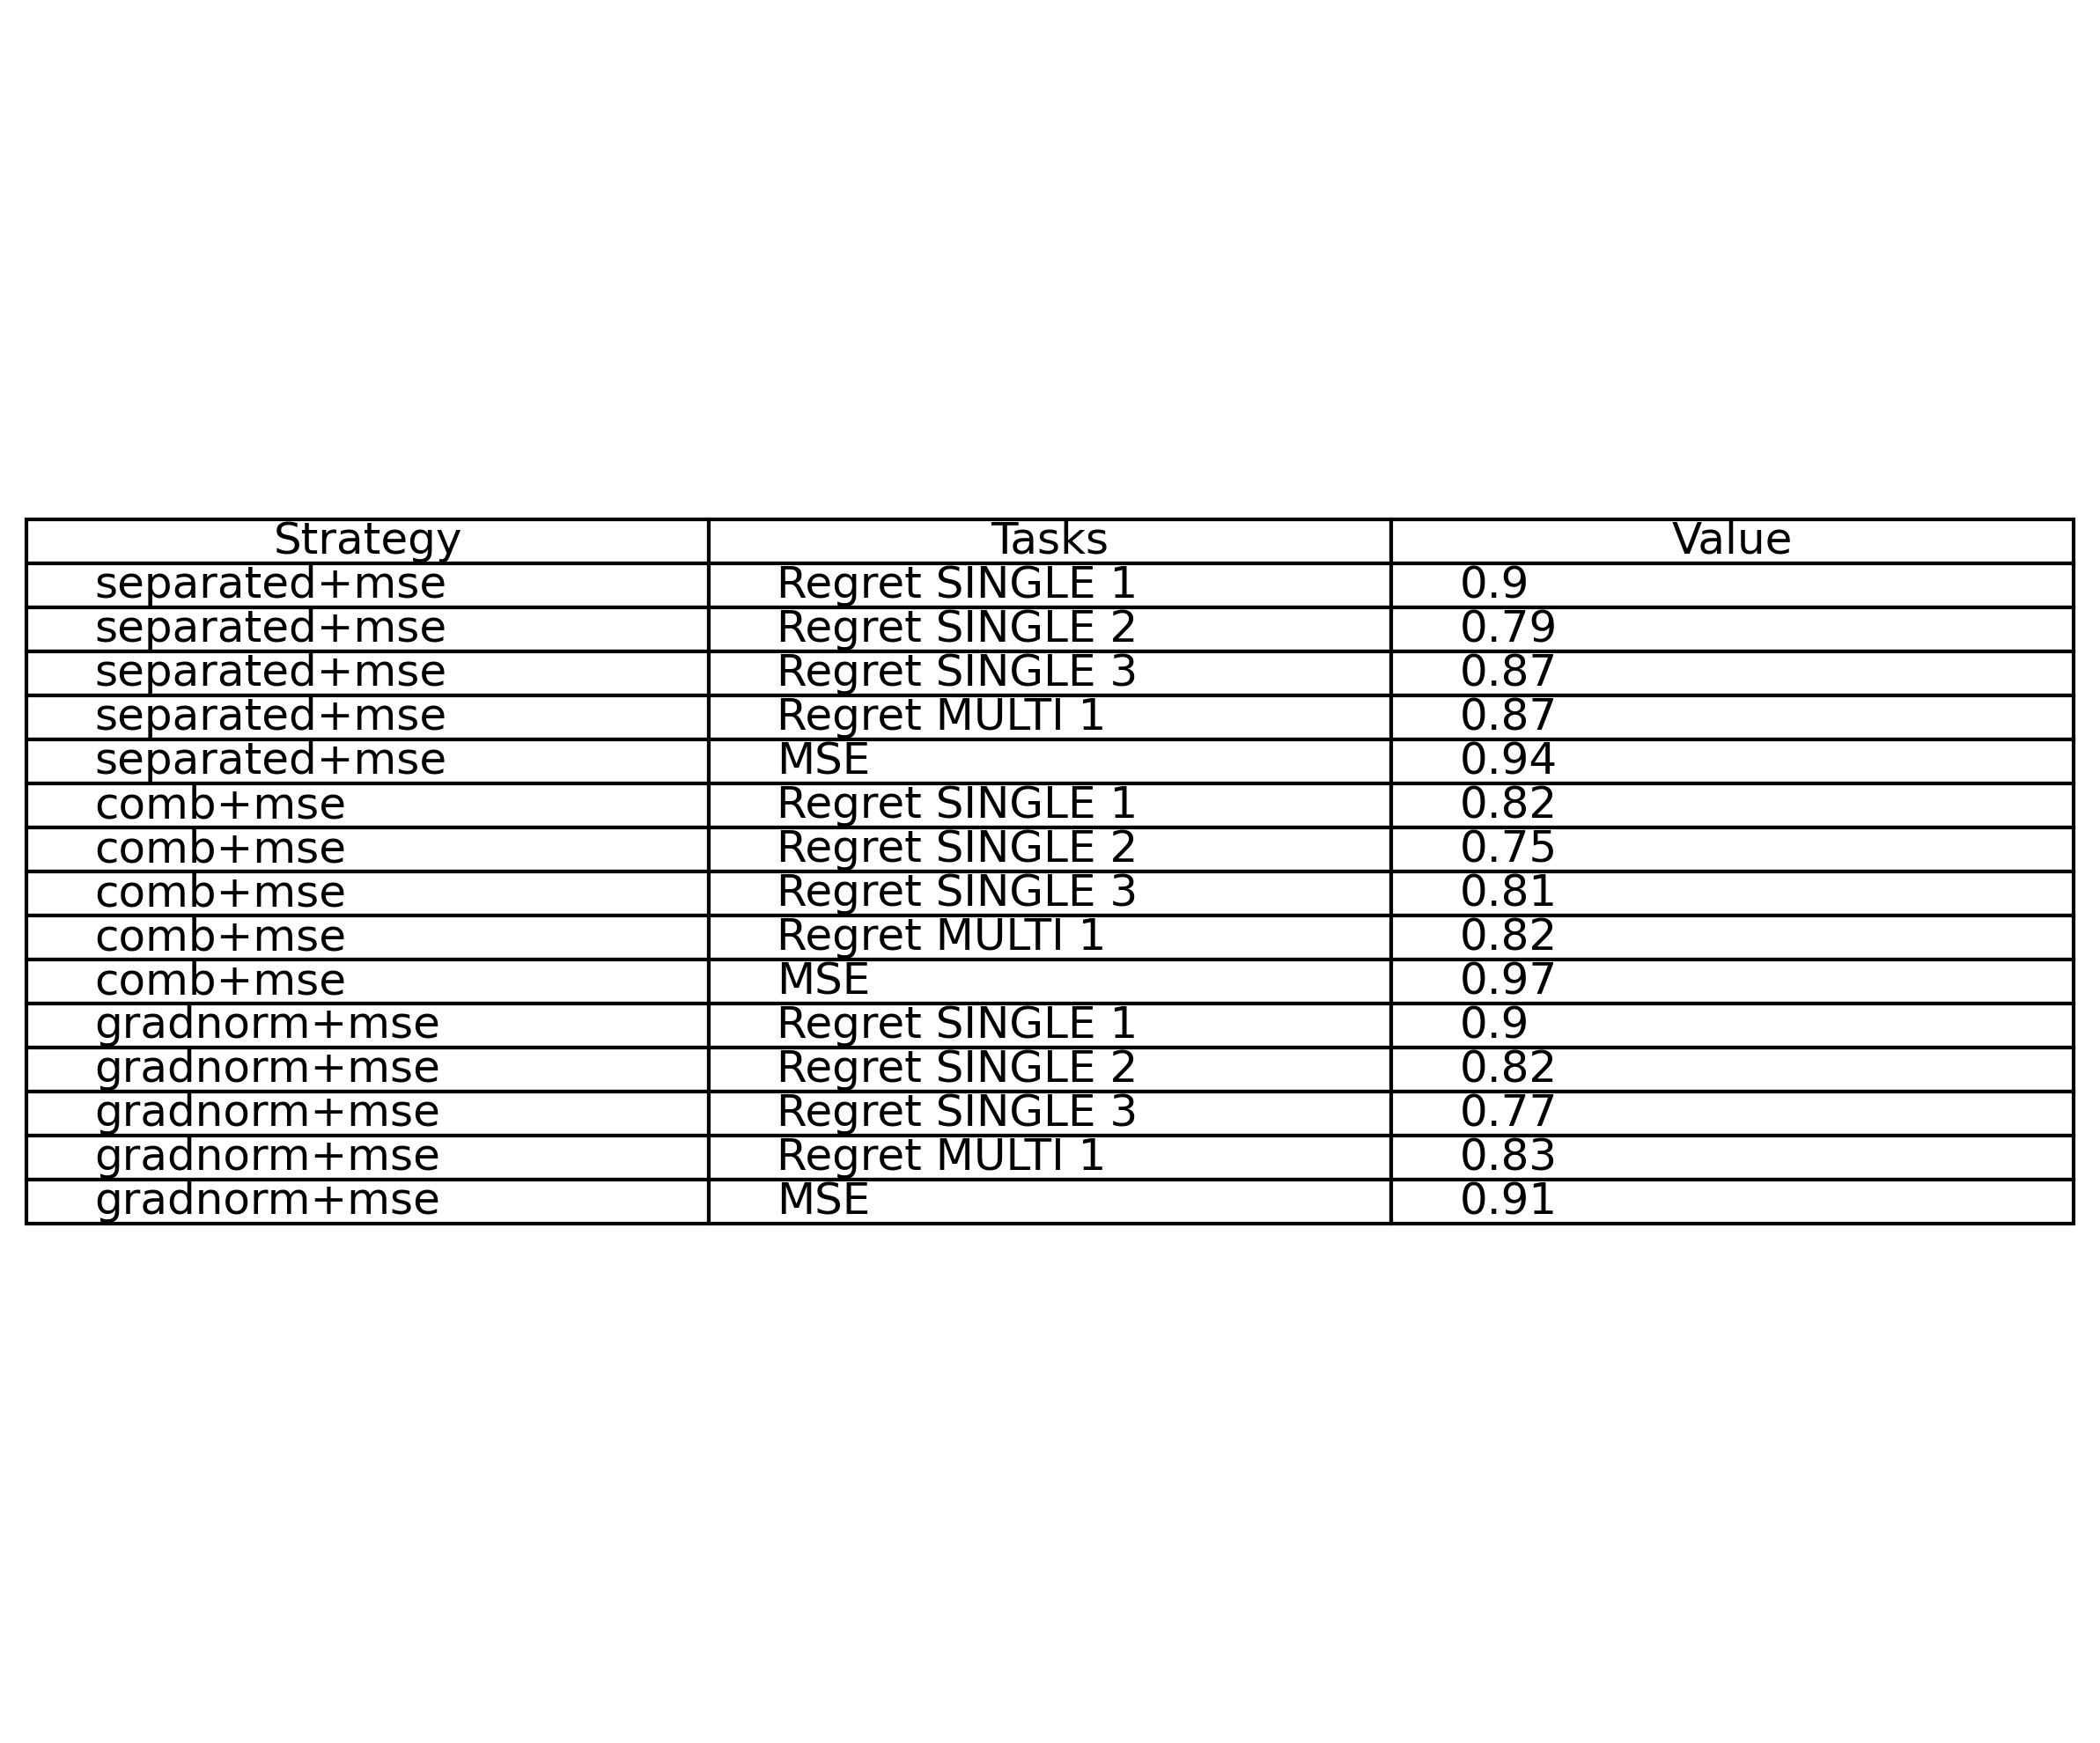 Strategy Tasks Value
separated+mse Regret SINGLE 1 0.9
separated+mse Regret SINGLE 2 0.79
separated+mse Regret SINGLE 3 0.87
separated+mse Regret MULTI 1 0.87
separated+mse MSE 0.94
comb+mse Regret SINGLE 1 0.82
comb+mse Regret SINGLE 2 0.75
comb+mse Regret SINGLE 3 0.81
comb+mse Regret MULTI 1 0.82
comb+mse MSE 0.97
gradnorm+mse Regret SINGLE 1 0.9
gradnorm+mse Regret SINGLE 2 0.82
gradnorm+mse Regret SINGLE 3 0.77
gradnorm+mse Regret MULTI 1 0.83
gradnorm+mse MSE 0.91